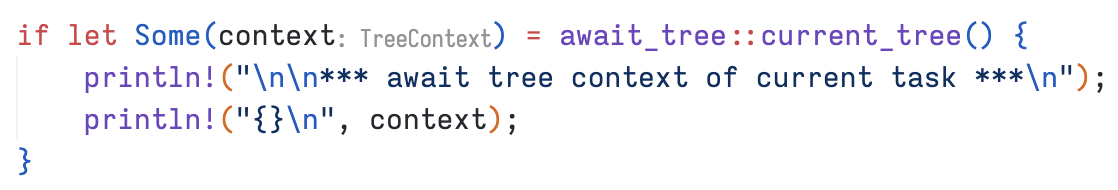 if let Some(context: TreeContext) = await_tree::current_tree() {
    println!("\n\n*** await tree context of current task ***\n");
    println!("{}\n", context);
}